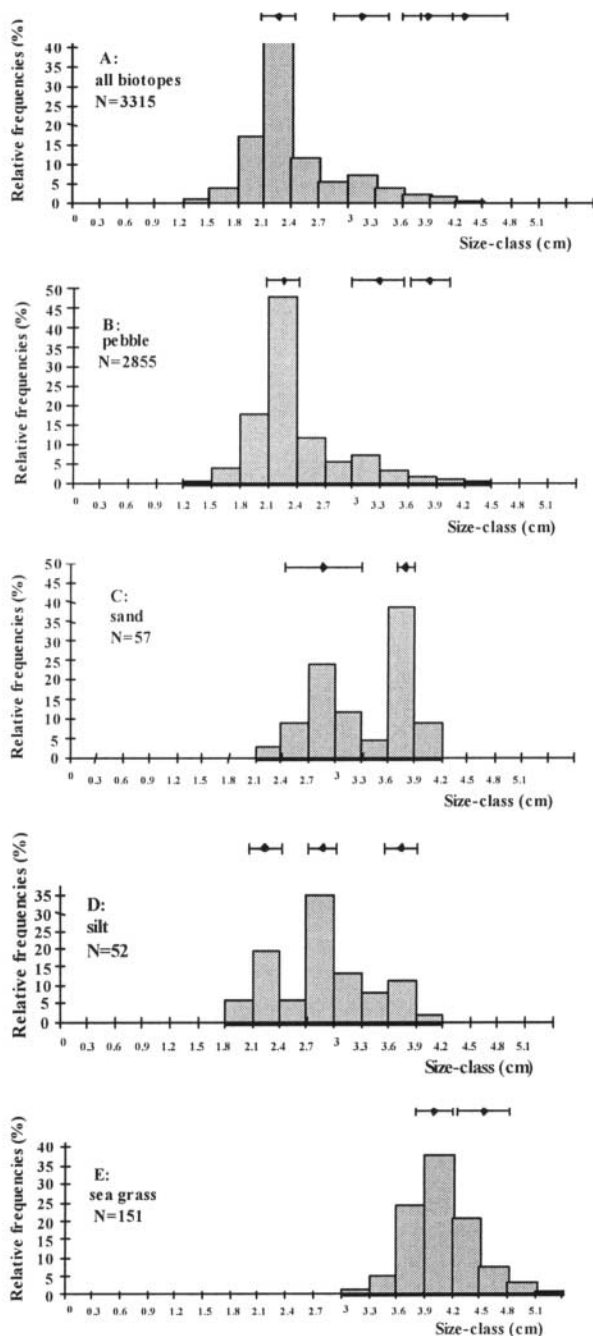 Relative frequencies (%)
40
35
30
25
20
15
10
5
0
A:
all biotopes
N=3315
0 0.3 0.6 0.9 1.2 1.5 1.8 2.1 2.4 2.7 3 3.3 3.6 3.9 4.2 4.5 4.8 5.1
Size-class (cm)
Relative frequencies (%)
50
45
40
35
30
25
20
15
10
5
0
B:
pebble
N=2855
0 0.3 0.6 0.9 1.2 1.5 1.8 2.1 2.4 2.7 3 3.3 3.6 3.9 4.2 4.5 4.8 5.1
Size-class (cm)
Relative frequencies (%)
50
45
40
35
30
25
20
15
10
5
0
C:
sand
N=57
0 0.3 0.6 0.9 1.2 1.5 1.8 2.1 2.4 2.7 3 3.3 3.6 3.9 4.2 4.5 4.8 5.1
Size-class (cm)
Relative frequencies (%)
35
30
25
20
15
10
5
0
D:
silt
N=52
0 0.3 0.6 0.9 1.2 1.5 1.8 2.1 2.4 2.7 3 3.3 3.6 3.9 4.2 4.5 4.8 5.1
Size-class (cm)
Relative frequencies (%)
40
35
30
25
20
15
10
5
0
E:
sea grass
N=151
0 0.3 0.6 0.9 1.2 1.5 1.8 2.1 2.4 2.7 3 3.3 3.6 3.9 4.2 4.5 4.8 5.1
Size-class (cm)